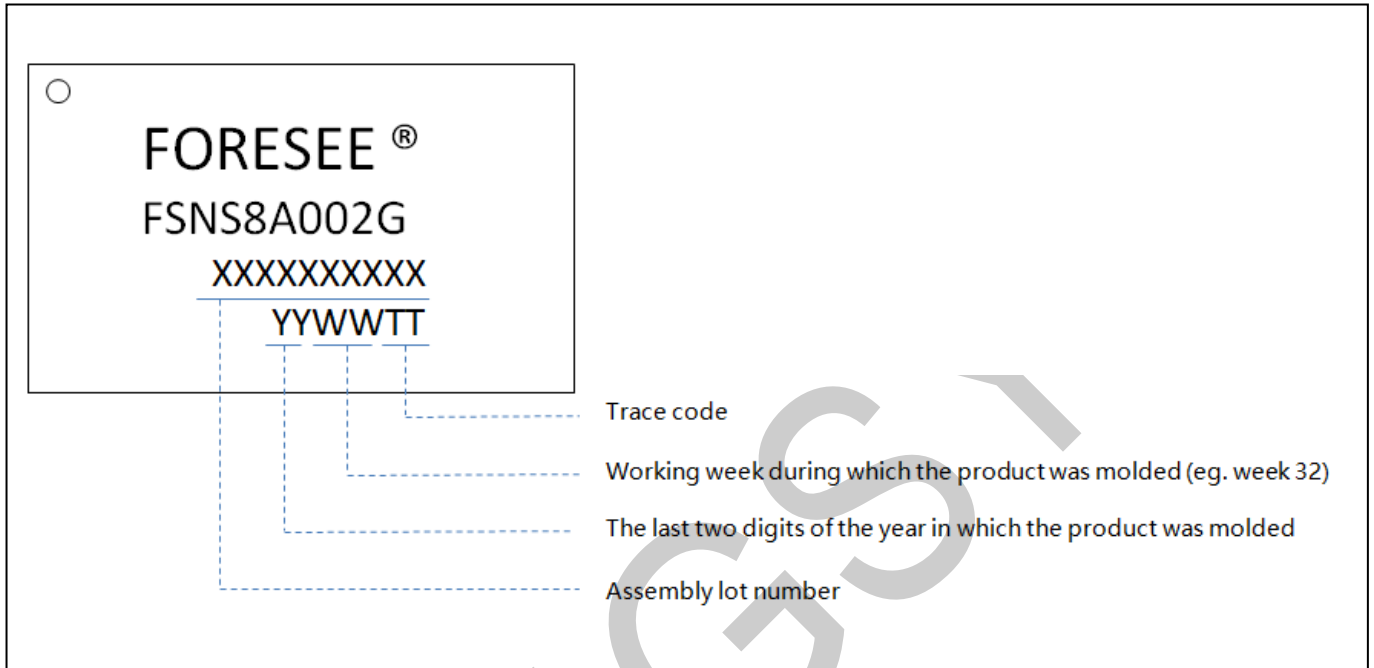 FORESEE ®
FSNS8A002G
XXXXXXXXXX
YYWWTT
Trace code
Working week during which the product was molded (eg. week 32)
The last two digits of the year in which the product was molded
Assembly lot number